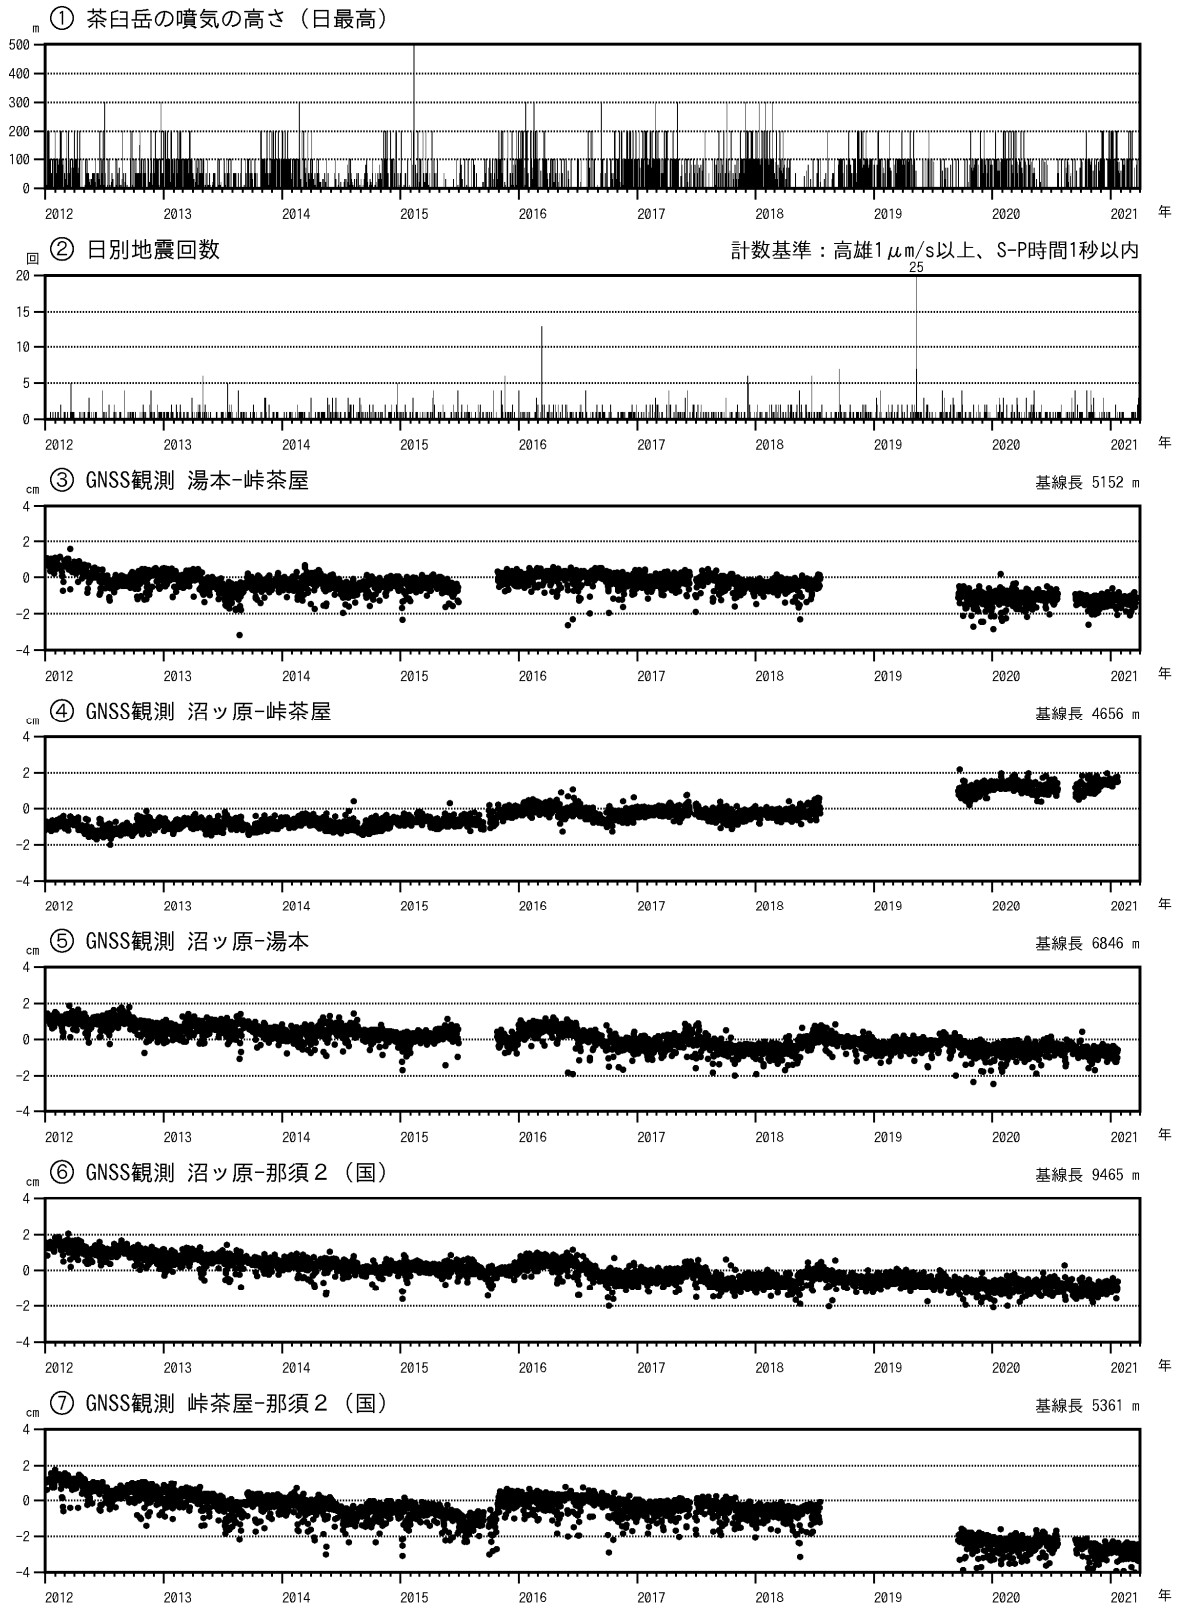 ① 茶臼岳の噴気の高さ（日最高）
m
500
400
300
200
100
0
2012 2013 2014 2015 2016 2017 2018 2019 2020 2021 年
② 日別地震回数 計数基準：高雄1μm/s以上、S-P時間1秒以内
回
25
20
15
10
5
0
2012 2013 2014 2015 2016 2017 2018 2019 2020 2021 年
③ GNSS観測 湯本-峠茶屋 基線長 5152 m
cm
4
2
0
-2
-4
2012 2013 2014 2015 2016 2017 2018 2019 2020 2021 年
④ GNSS観測 沼ッ原-峠茶屋 基線長 4656 m
cm
4
2
0
-2
-4
2012 2013 2014 2015 2016 2017 2018 2019 2020 2021 年
⑤ GNSS観測 沼ッ原-湯本 基線長 6846 m
cm
4
2
0
-2
-4
2012 2013 2014 2015 2016 2017 2018 2019 2020 2021 年
⑥ GNSS観測 沼ッ原-那須２（国） 基線長 9465 m
cm
4
2
0
-2
-4
2012 2013 2014 2015 2016 2017 2018 2019 2020 2021 年
⑦ GNSS観測 峠茶屋-那須２（国） 基線長 5361 m
cm
4
2
0
-2
-4
2012 2013 2014 2015 2016 2017 2018 2019 2020 2021 年